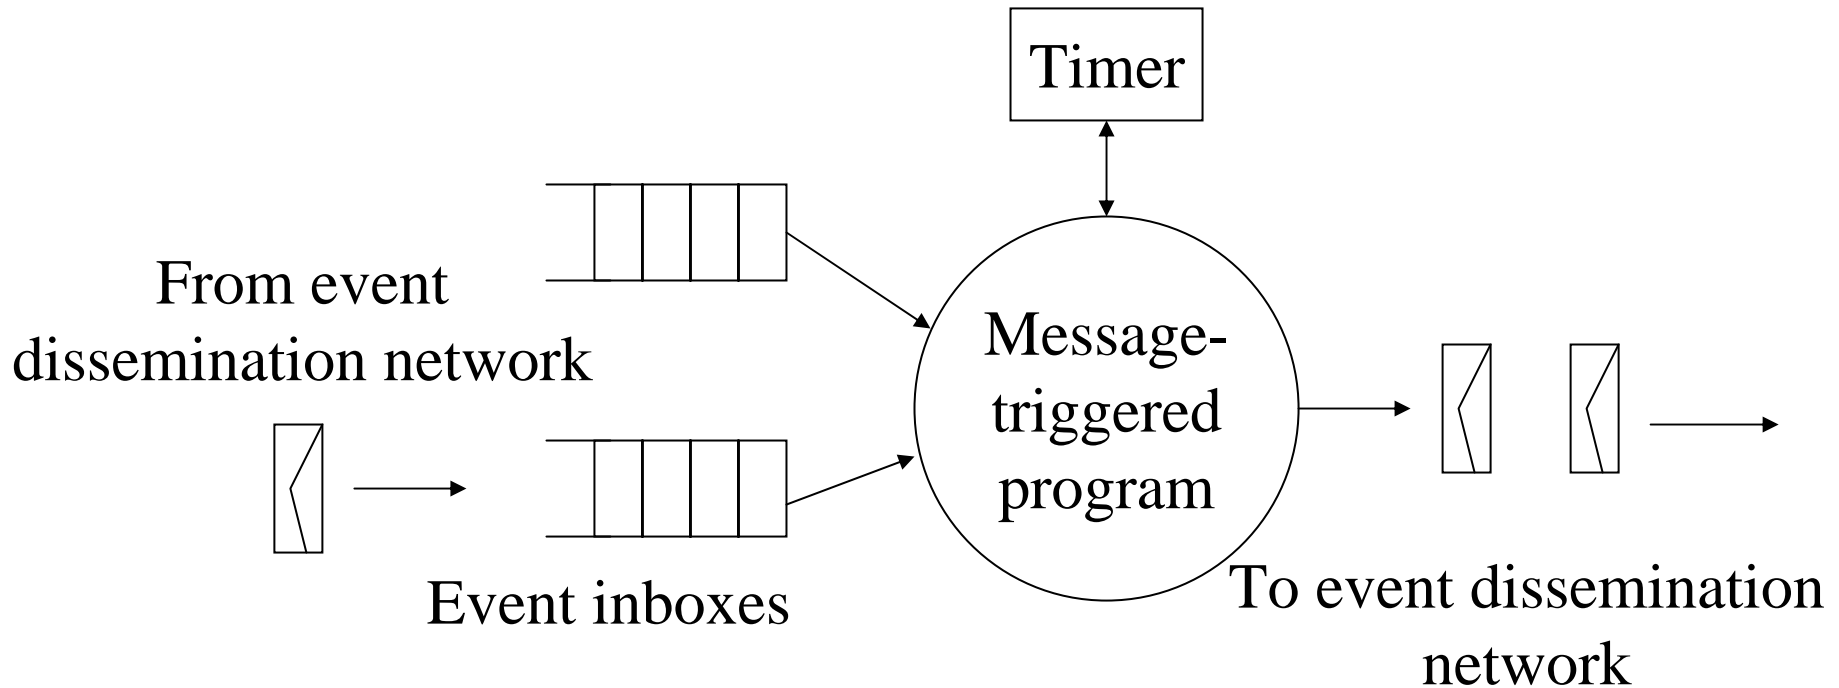 Timer
From event
dissemination network
Message-
triggered
program
Event inboxes
To event dissemination
network